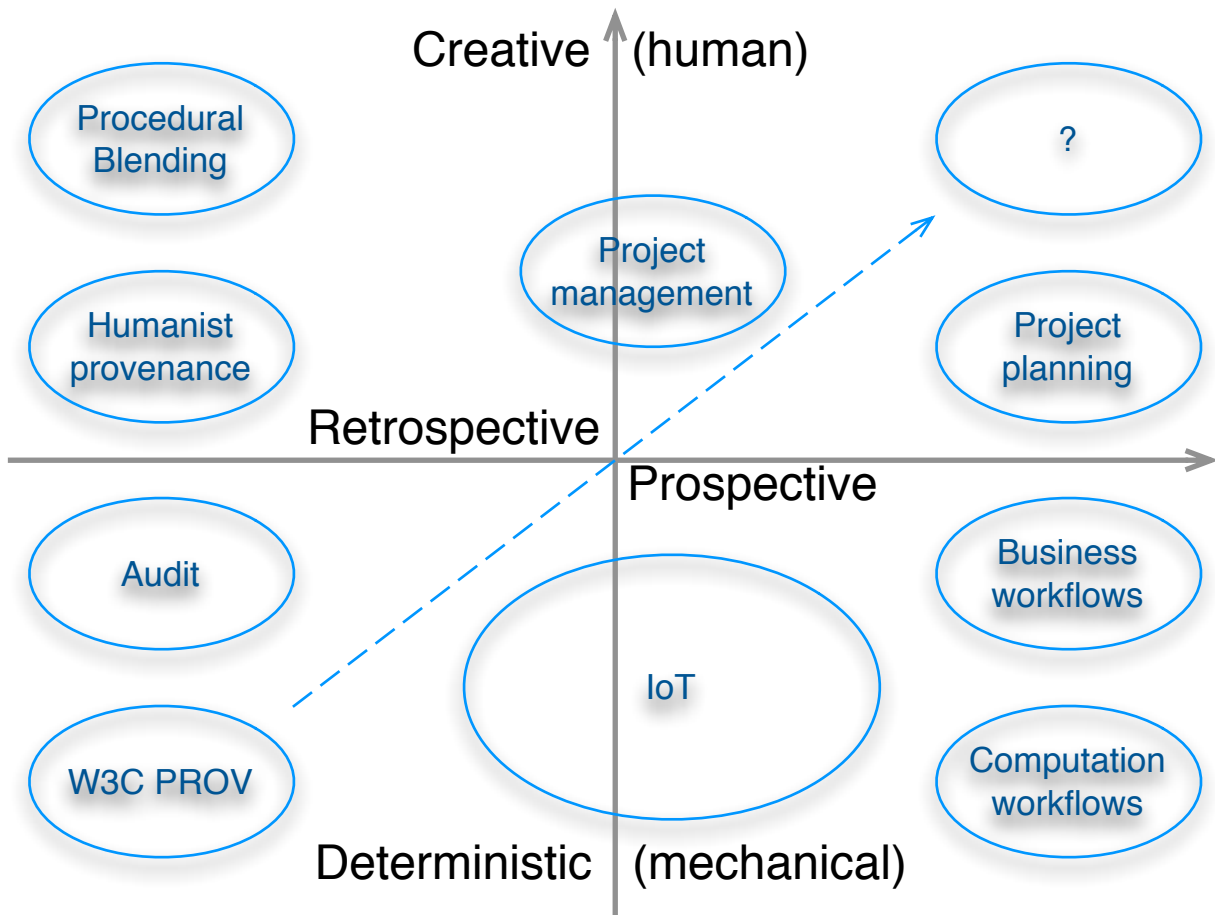 Creative (human)
Procedural
Blending
?
Project
management
Humanist
provenance
Project
planning
Retrospective
Prospective
Audit
Business
workflows
IoT
W3C PROV
Computation
workflows
Deterministic (mechanical)